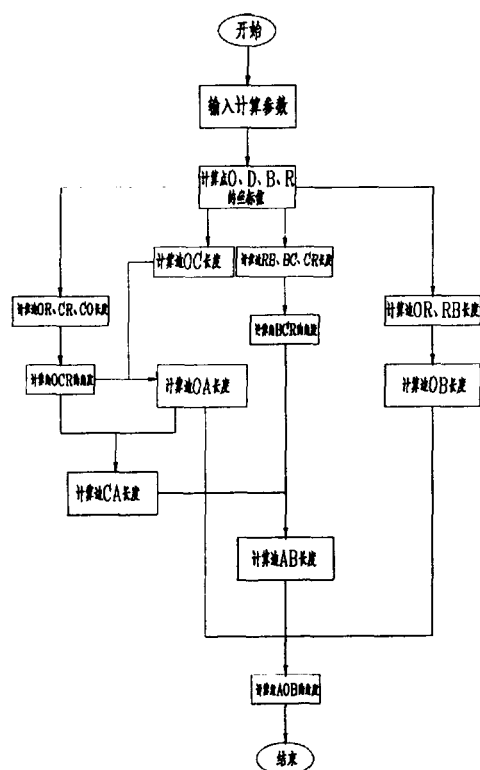 开始
输入计算参数
计算点O、D、B、R
的坐标值
计算边OC长度
计算边RB、BC、CR长度
计算边OR、CR、CO长度
计算边OR、RB长度
计算角BCR的角度
计算角OCR的角度
计算边OA长度
计算边OB长度
计算边CA长度
计算边AB长度
计算角AOB的角度
结束